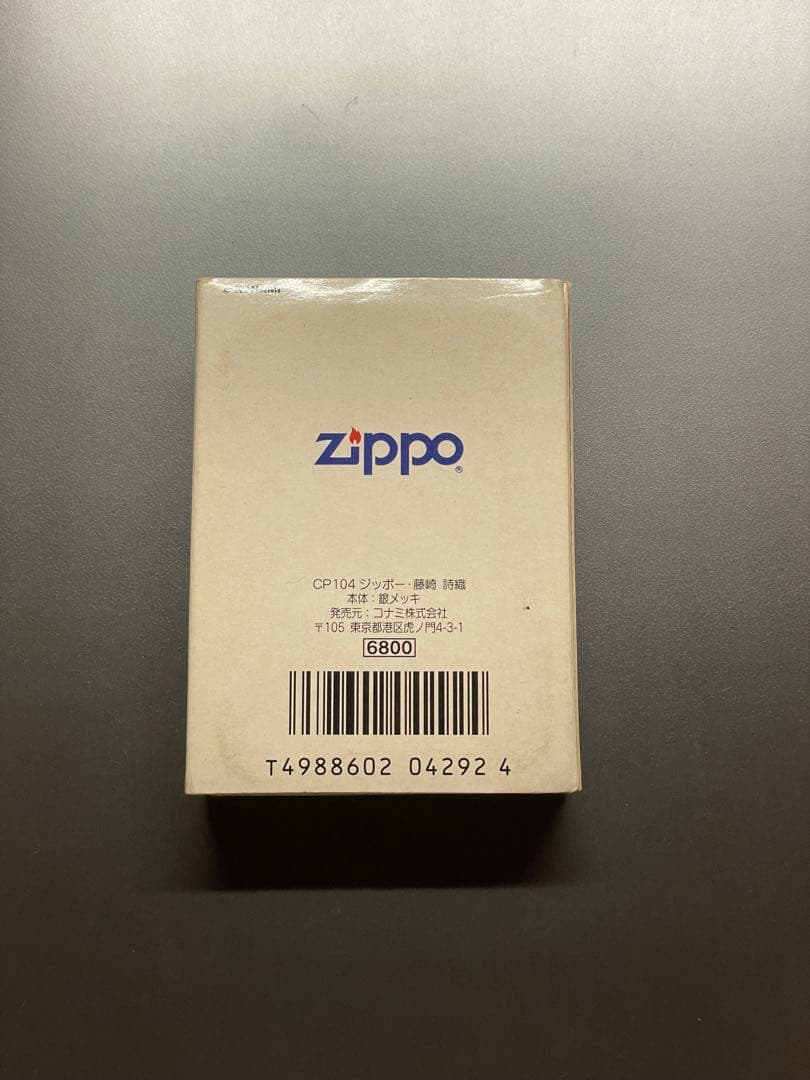 zippo®
CP104 ジッポー・藤崎 詩織
本体：銀メッキ
発売元：コナミ株式会社
〒105 東京都港区虎ノ門4-3-1
6800
T4988602 04292 4